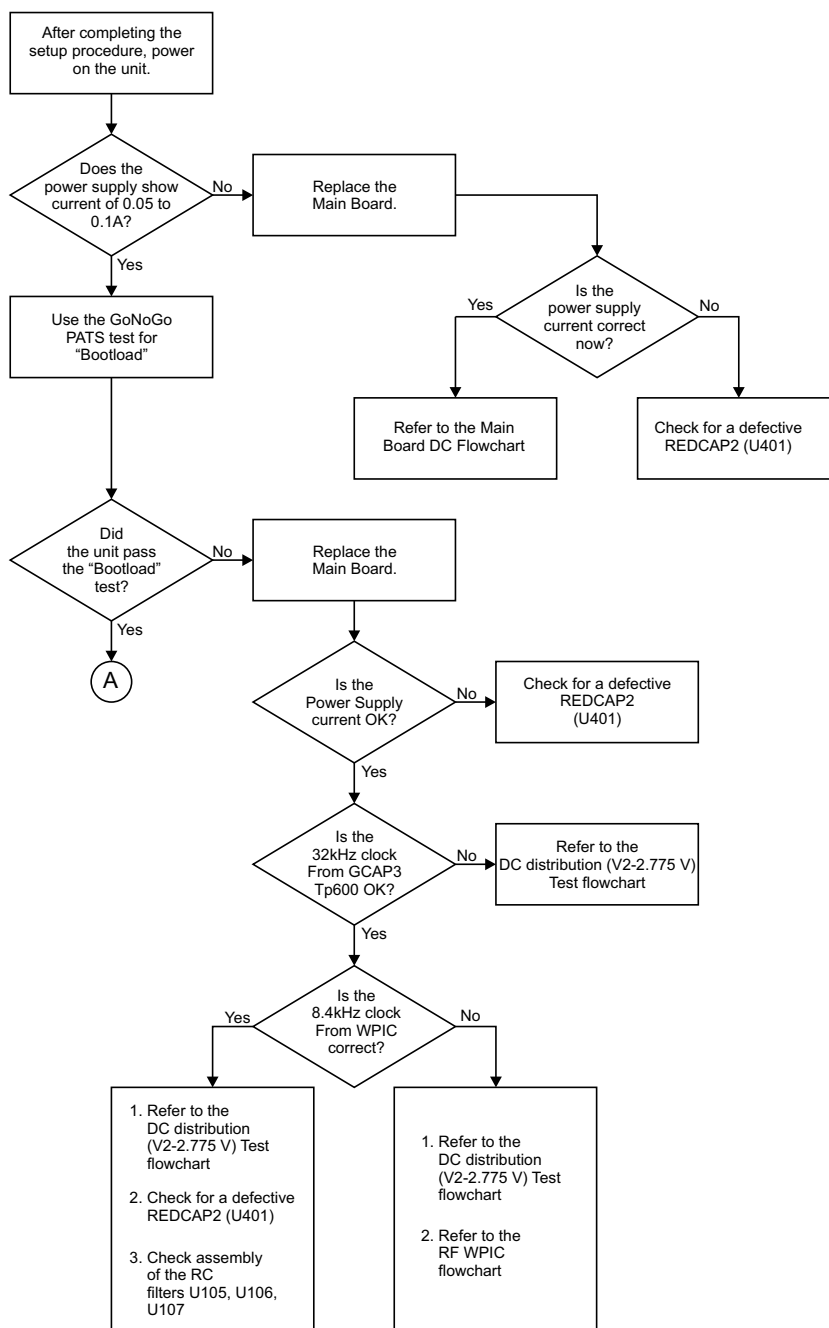 After completing the
setup procedure, power
on the unit.
Does the
power supply show
current of 0.05 to
0.1A?
No
Replace the
Main Board.
Yes
Is the
power supply
current correct
now?
Yes
No
Use the GoNoGo
PATS test for
“Bootload”
Refer to the Main
Board DC Flowchart
Check for a defective
REDCAP2 (U401)
Did
the unit pass
the “Bootload”
test?
No
Replace the
Main Board.
Yes
A
Is the
Power Supply
current OK?
No
Check for a defective
REDCAP2
(U401)
Yes
Is the
32kHz clock
From GCAP3
Tp600 OK?
No
Refer to the
DC distribution (V2-2.775 V)
Test flowchart
Yes
Is the
8.4kHz clock
From WPIC
correct?
Yes
No
1. Refer to the
DC distribution
(V2-2.775 V) Test
flowchart
2. Check for a defective
REDCAP2 (U401)
3. Check assembly
of the RC
filters U105, U106,
U107
1. Refer to the
DC distribution
(V2-2.775 V) Test
flowchart
2. Refer to the
RF WPIC
flowchart